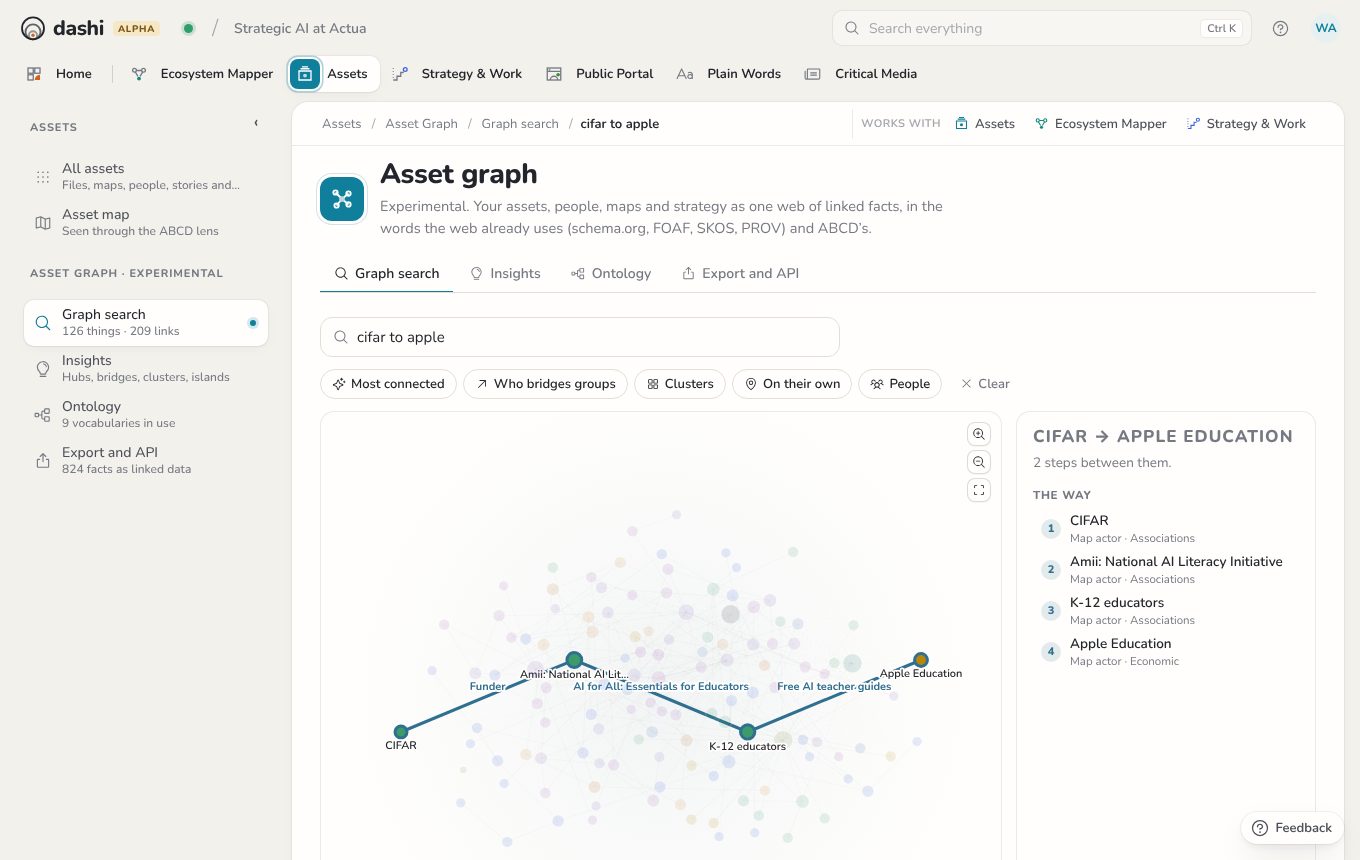 dashi ALPHA / Strategic AI at Actua
Search everything Ctrl K
WA
Home Ecosystem Mapper Assets Strategy & Work Public Portal Aa Plain Words Critical Media
ASSETS
All assets
Files, maps, people, stories and...
Asset map
Seen through the ABCD lens
ASSET GRAPH · EXPERIMENTAL
Graph search
126 things · 209 links
Insights
Hubs, bridges, clusters, islands
Ontology
9 vocabularies in use
Export and API
824 facts as linked data
Assets / Asset Graph / Graph search / cifar to apple
WORKS WITH Assets Ecosystem Mapper Strategy & Work
Asset graph
Experimental. Your assets, people, maps and strategy as one web of linked facts, in the
words the web already uses (schema.org, FOAF, SKOS, PROV) and ABCD's.
Graph search Insights Ontology Export and API
cifar to apple
Most connected Who bridges groups Clusters On their own People Clear
Amii: National AI Lit...
Apple Education
Funder
AI for All: Essentials for Educators
Free AI teacher guides
CIFAR
K-12 educators
CIFAR → APPLE EDUCATION
2 steps between them.
THE WAY
1 CIFAR
Map actor · Associations
2 Amii: National AI Literacy Initiative
Map actor · Associations
3 K-12 educators
Map actor · Associations
4 Apple Education
Map actor · Economic
Feedback